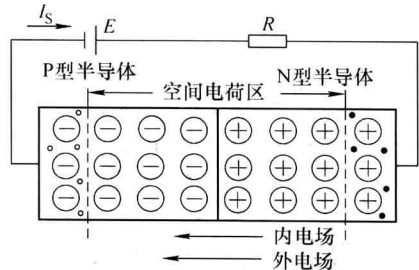 I_S E R
P型半导体 空间电荷区 N型半导体
− − − − + + + +
− − − − + + + +
− − − − + + + +
内电场
外电场